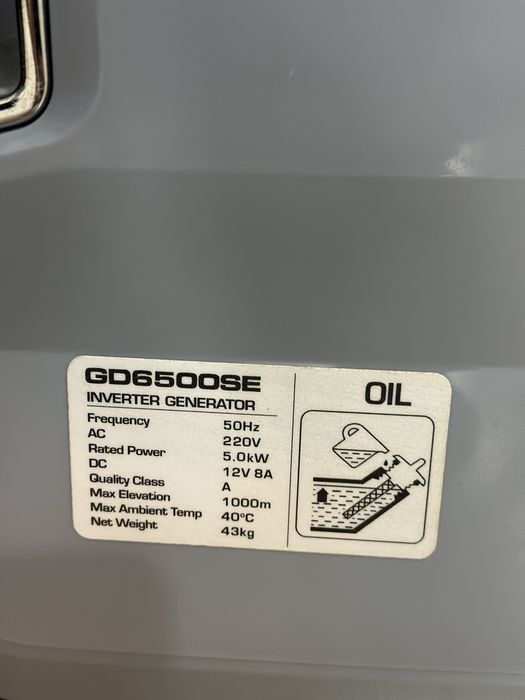 GD6500SE
INVERTER GENERATOR
Frequency 50Hz
AC 220V
Rated Power 5.0kW
DC 12V 8A
Quality Class A
Max Elevation 1000m
Max Ambient Temp 40°C
Net Weight 43kg
OIL